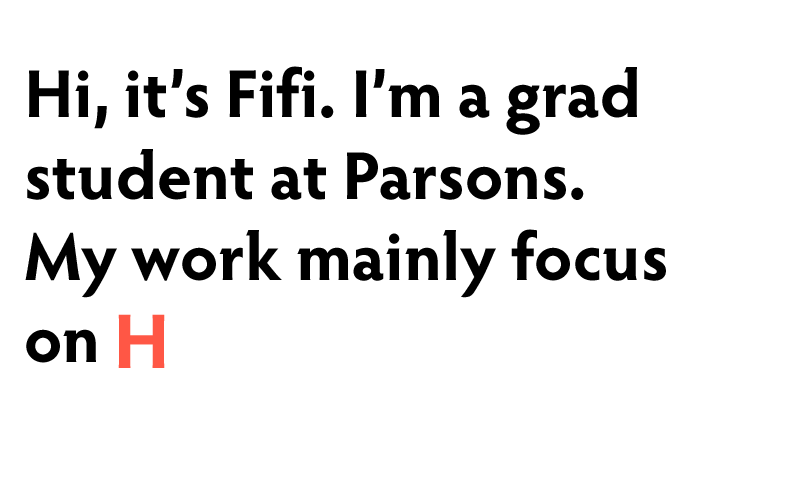 Hi, it’s Fifi. I’m a grad
student at Parsons.
My work mainly focus
on H